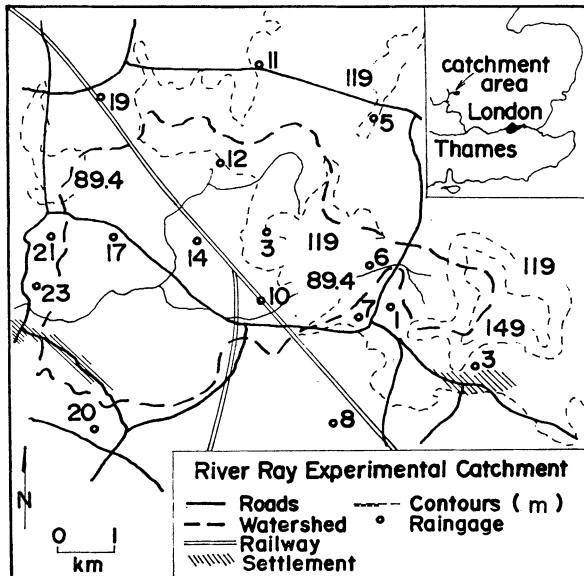 11
119
catchment
area
London
Thames
19
5
12
89.4
3
119
21
17
14
6
119
89.4
23
10
7
1
149
3
20
8
River Ray Experimental Catchment
Roads
Contours ( m )
Watershed
Raingage
Railway
Settlement
N
0 1
km